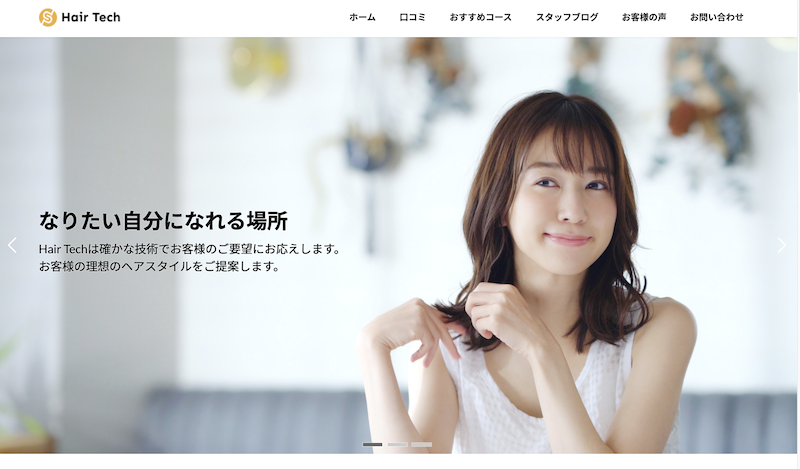 Hair Tech
ホーム 口コミ おすすめコース スタッフブログ お客様の声 お問い合わせ
なりたい自分になれる場所
Hair Techは確かな技術でお客様のご要望にお応えします。
お客様の理想のヘアスタイルをご提案します。